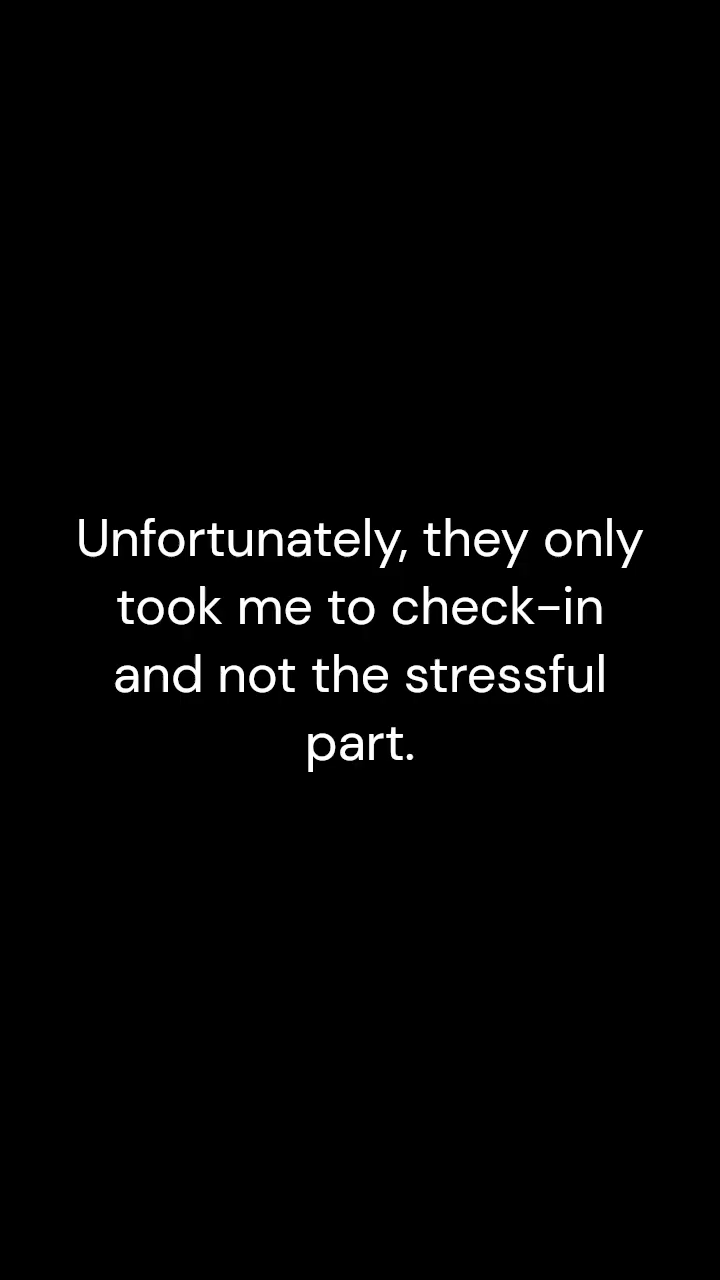 Unfortunately, they only
took me to check-in
and not the stressful
part.